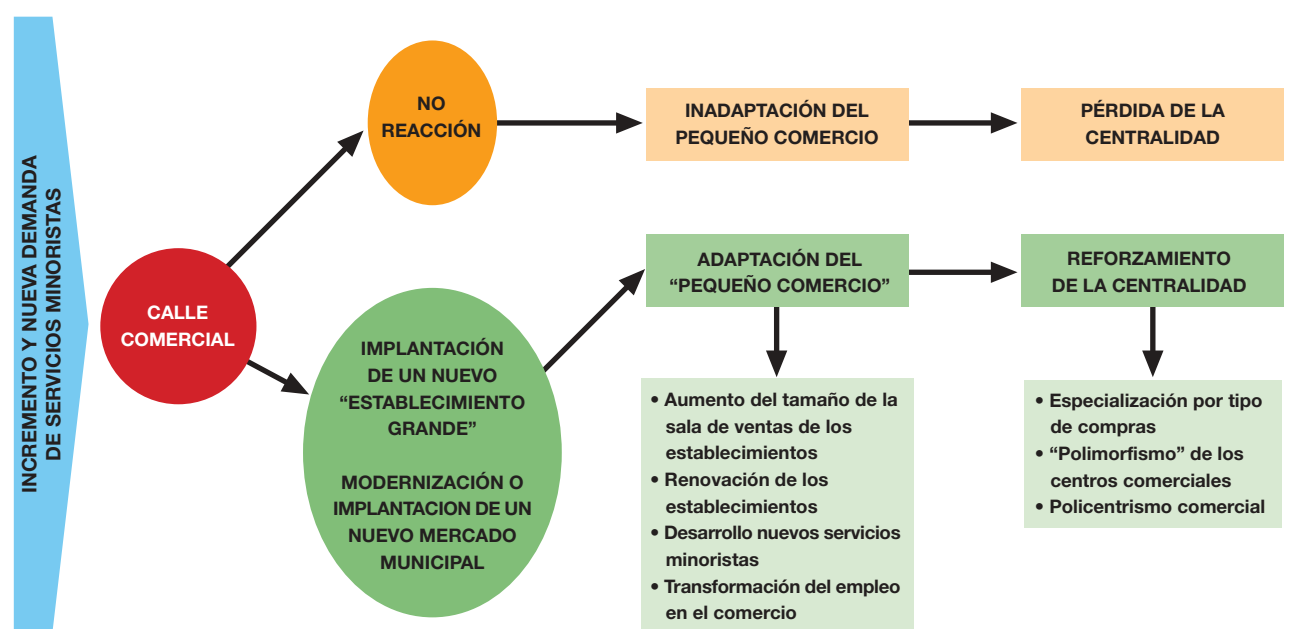 INCREMENTO Y NUEVA DEMANDA
DE SERVICIOS MINORISTAS
CALLE
COMERCIAL
NO
REACCIÓN
INADAPTACIÓN DEL
PEQUEÑO COMERCIO
PÉRDIDA DE LA
CENTRALIDAD
IMPLANTACIÓN
DE UN NUEVO
“ESTABLECIMIENTO
GRANDE”
MODERNIZACIÓN O
IMPLANTACION DE UN
NUEVO MERCADO
MUNICIPAL
ADAPTACIÓN DEL
“PEQUEÑO COMERCIO”
REFORZAMIENTO
DE LA CENTRALIDAD
• Aumento del tamaño de la
sala de ventas de los
establecimientos
• Renovación de los
establecimientos
• Desarrollo nuevos servicios
minoristas
• Transformación del empleo
en el comercio
• Especialización por tipo
de compras
• “Polimorfismo” de los
centros comerciales
• Policentrismo comercial